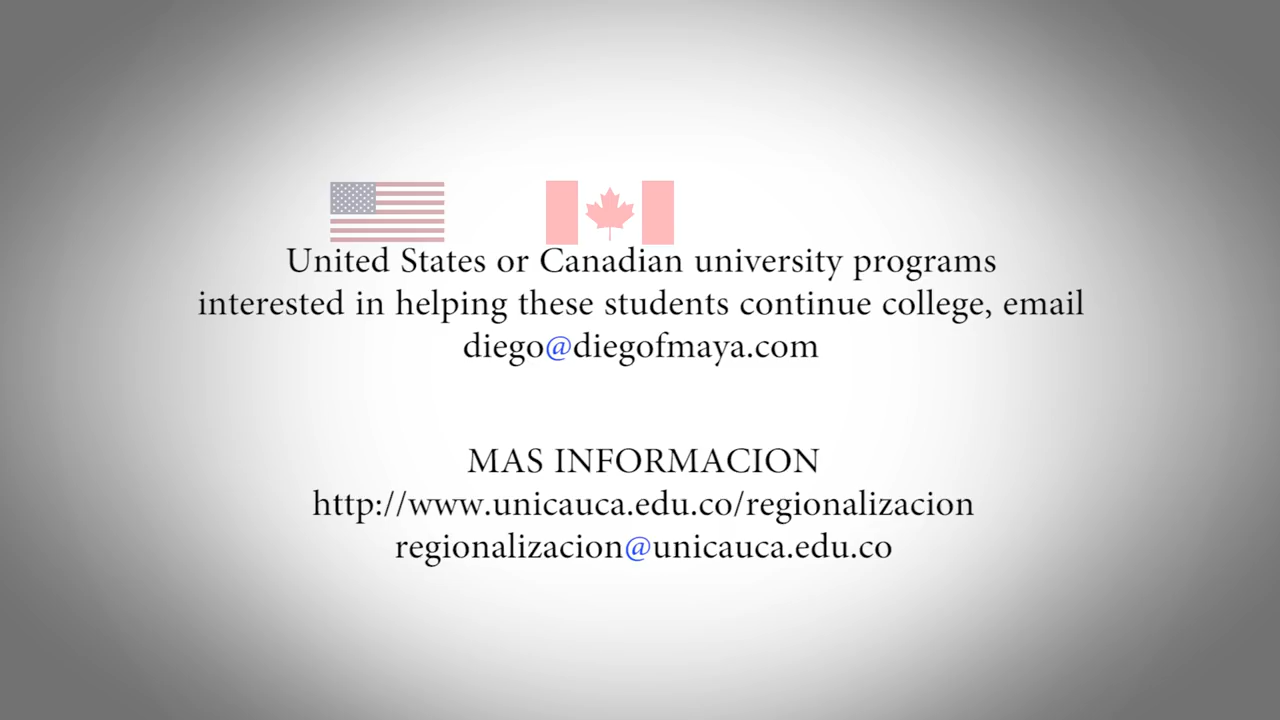 United States or Canadian university programs
interested in helping these students continue college, email
diego@diegofmaya.com
MAS INFORMACION
http://www.unicauca.edu.co/regionalizacion
regionalizacion@unicauca.edu.co